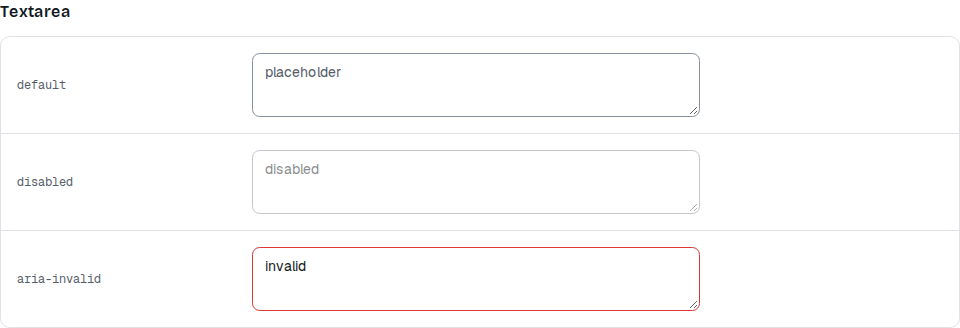 Textarea
default
placeholder
disabled
disabled
aria-invalid
invalid